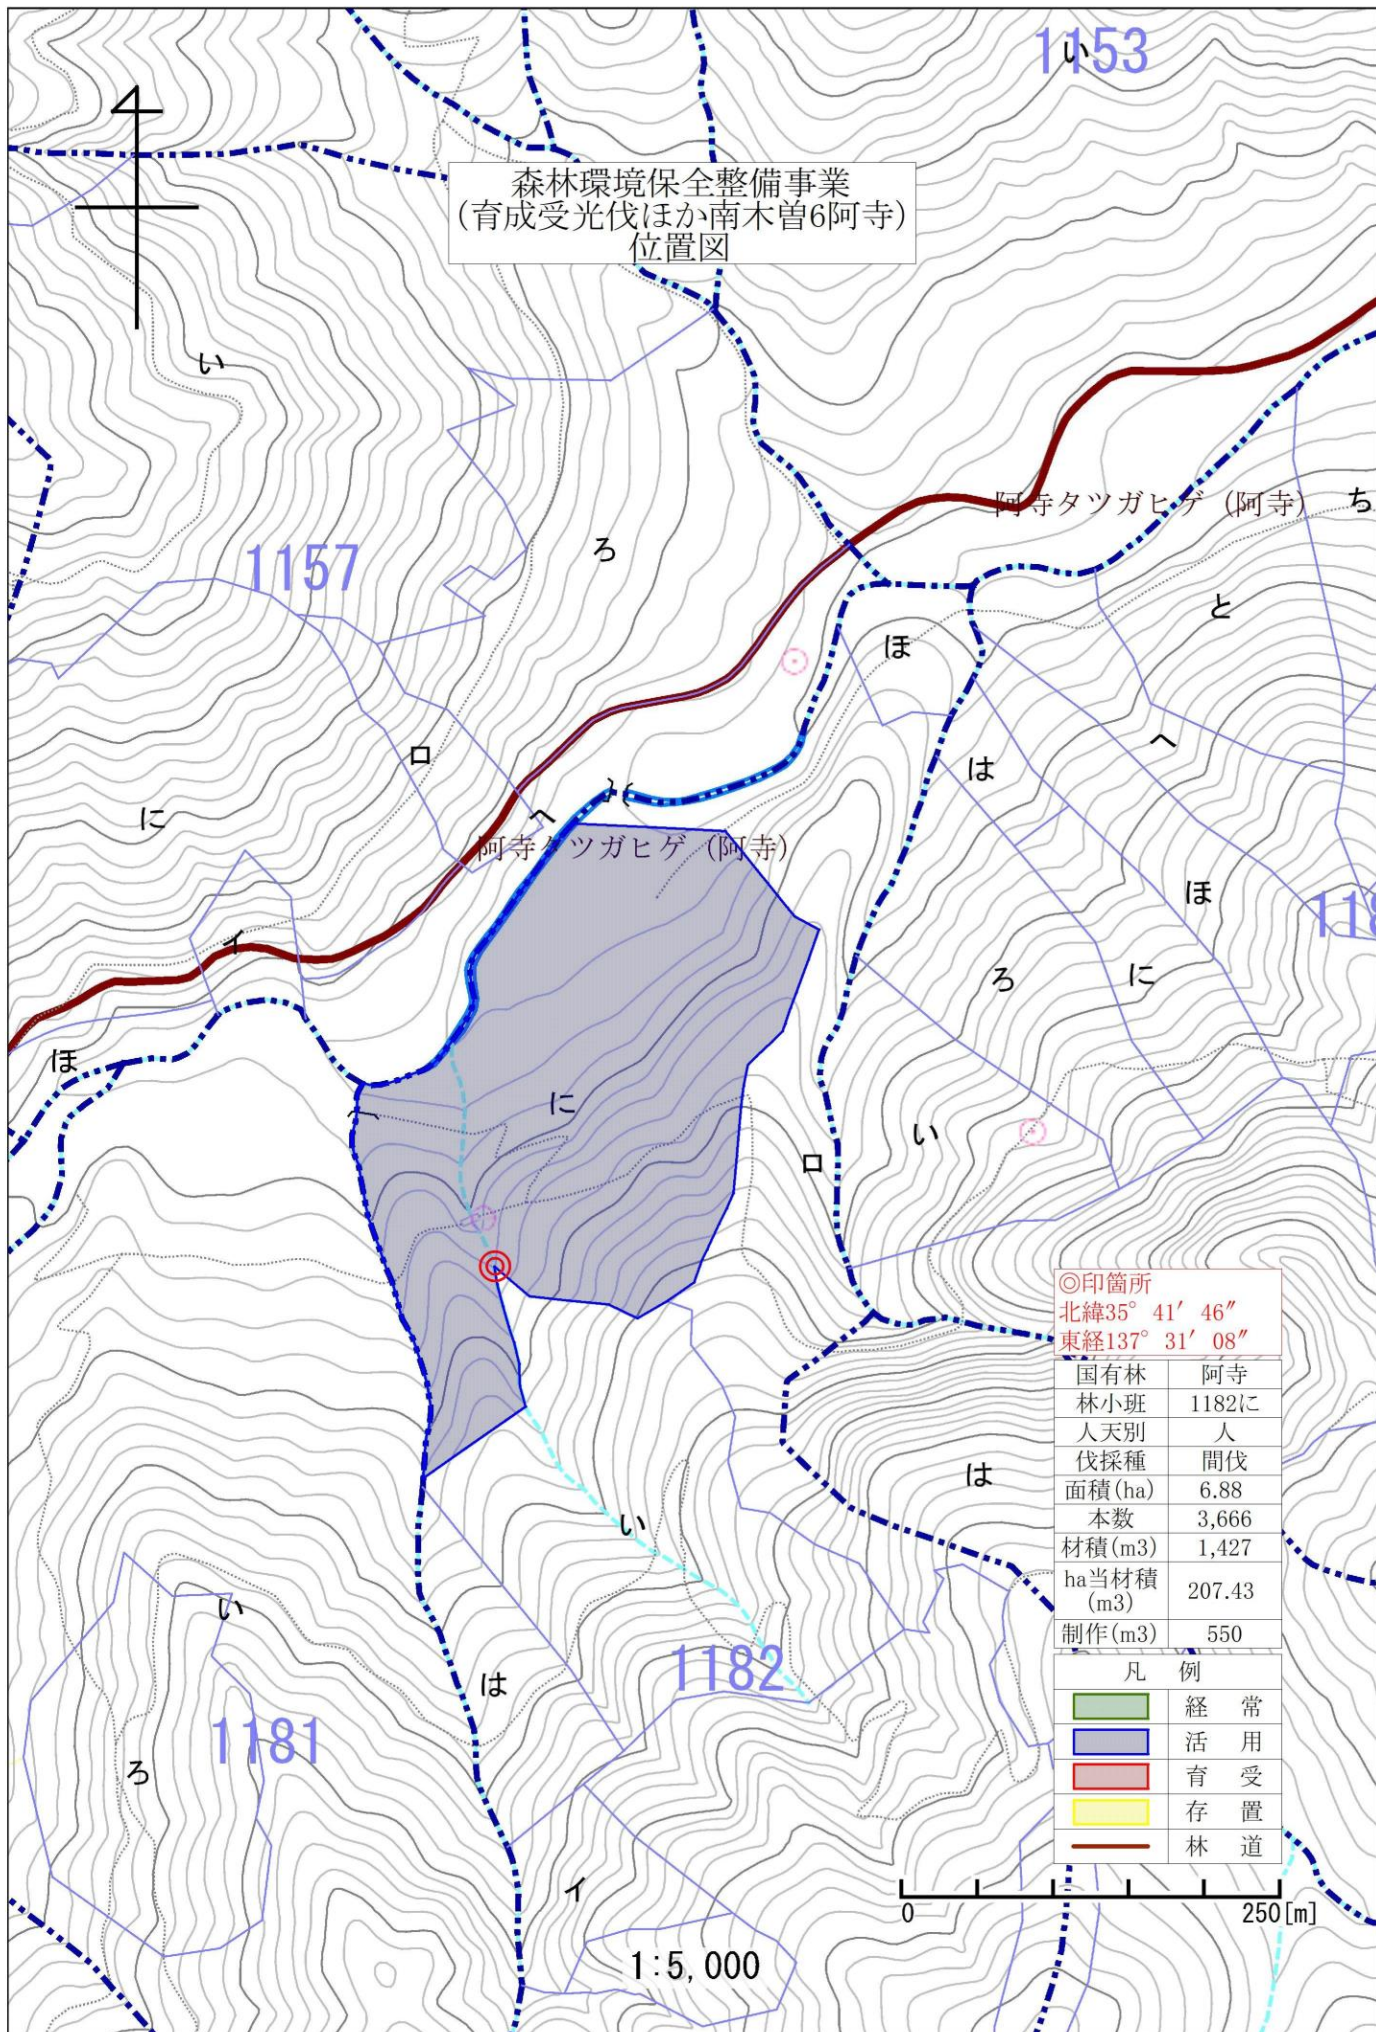 1153
い
森林環境保全整備事業
(育成受光伐ほか南木曽6阿寺)
位置図
い
阿寺タツガヒゲ (阿寺)
ち
1157
ろ
と
ほ
ロ
は
へ
に
へ
阿寺タツガヒゲ (阿寺)
ほ
イ
ろ
に
ほ
に
い
ロ
◎印箇所
北緯35° 41′ 46″
東経137° 31′ 08″
国有林 阿寺
林小班 1182に
人天別 人
伐採種 間伐
面積(ha) 6.88
本数 3,666
材積(m3) 1,427
ha当材積
(m3) 207.43
制作(m3) 550
は
い
い
は
1182
1181
ろ
イ
凡 例
経 常
活 用
育 受
存 置
林 道
0 250[m]
1:5,000